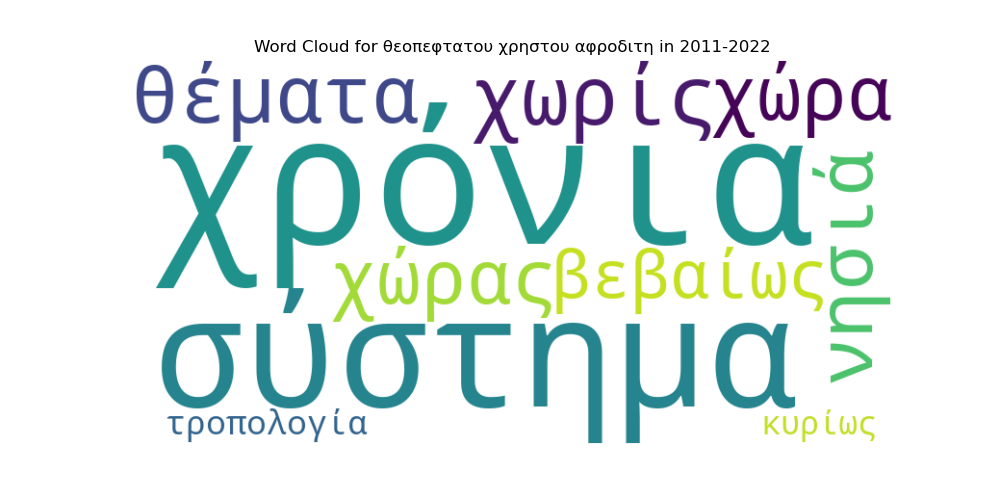 Word Cloud for θεοπεφτατου χρηστου αφροδιτη in 2011-2022
θέματα χωρίς χώρα
χρόνια
νησιά
χώρας βεβαίως
σύστημα
τροπολογία κυρίως